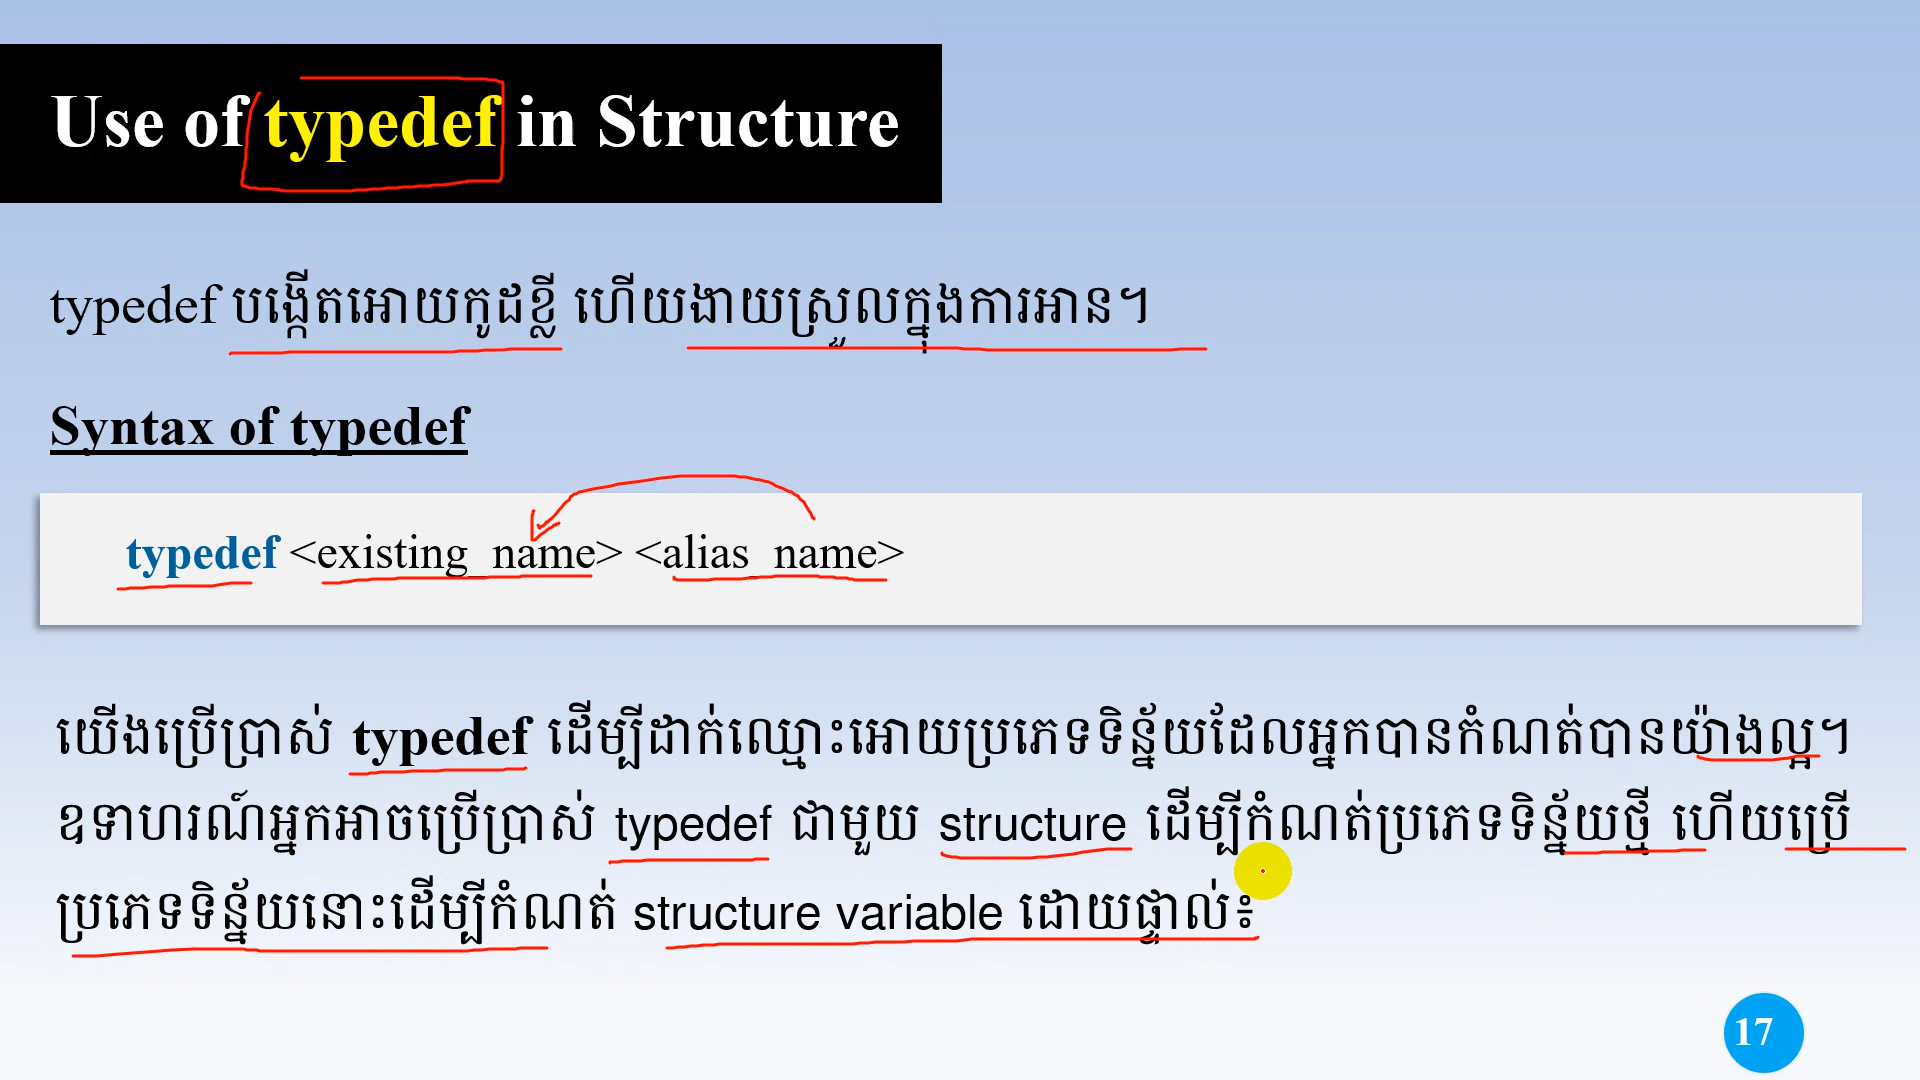 Use of typedef in Structure
typedef បង្កើតអោយកូដខ្លី ហើយងាយស្រួលក្នុងការអាន។
Syntax of typedef
typedef <existing_name> <alias_name>
យើងប្រើប្រាស់ typedef ដើម្បីដាក់ឈ្មោះអោយប្រភេទទិន្ន័យដែលអ្នកបានកំណត់បានយ៉ាងល្អ។
ឧទាហរណ៍អ្នកអាចប្រើប្រាស់ typedef ជាមួយ structure ដើម្បីកំណត់ប្រភេទទិន្ន័យថ្មី ហើយប្រើ
ប្រភេទទិន្ន័យនោះដើម្បីកំណត់ structure variable ដោយផ្ទាល់ៈ
17